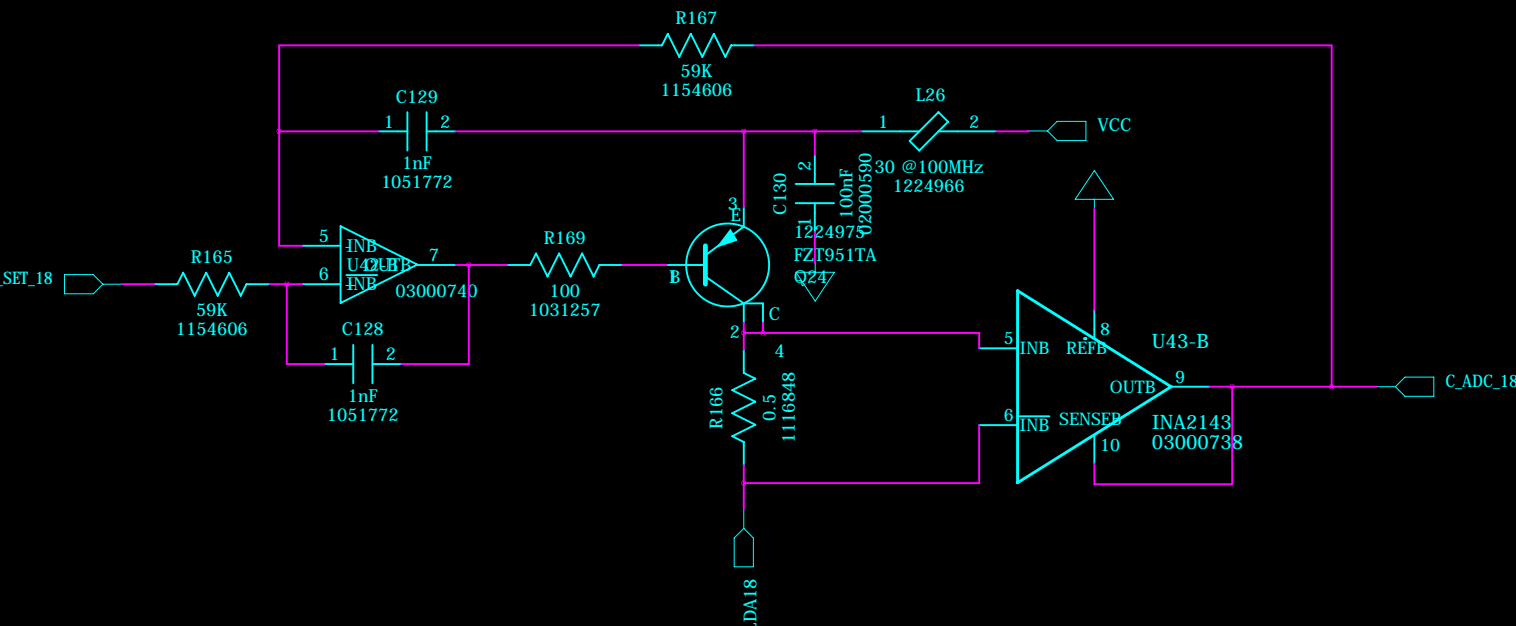 R167
59K
1154606
C129
1 2
1nF
1051772
L26
1 2
VCC
30 @100MHz
1224966
C130
2
1
100nF
02000590
1224975
FZT951TA
Q24
3
E
B
C
2
4
R165
59K
1154606
_SET_18
5
INB
6
INB
U42-B
OUTB
7
03000740
R169
100
1031257
C128
1 2
1nF
1051772
R166
0.5
1116848
5
INB
REFB
8
U43-B
OUTB
9
C_ADC_18
6
INB
SENSEB
10
INA2143
03000738
DA18